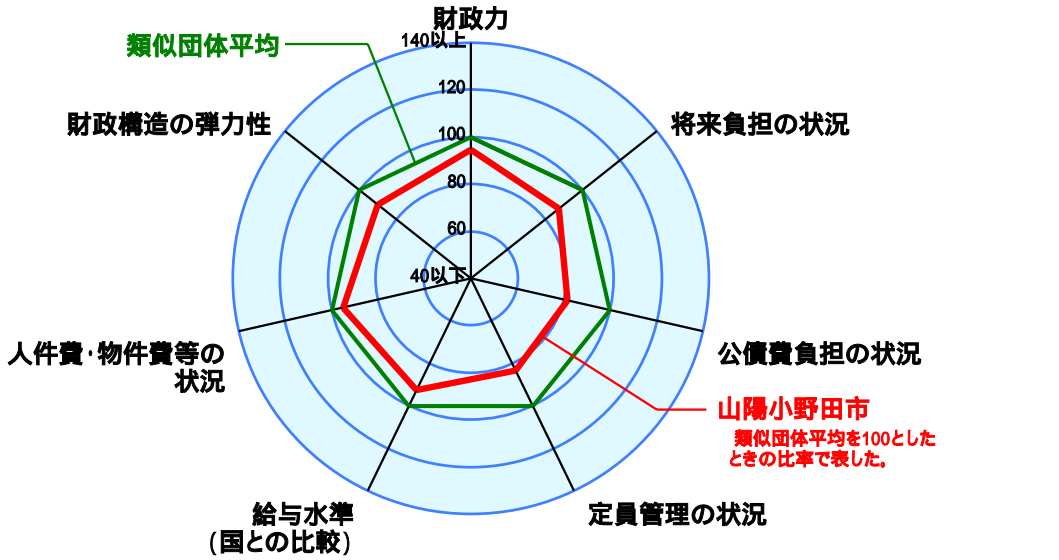 財政力
140以上
類似団体平均
120
財政構造の弾力性
将来負担の状況
100
80
60
40以下
人件費・物件費等の
状況
公債費負担の状況
山陽小野田市
類似団体平均を100とした
ときの比率で表した。
給与水準
(国との比較)
定員管理の状況